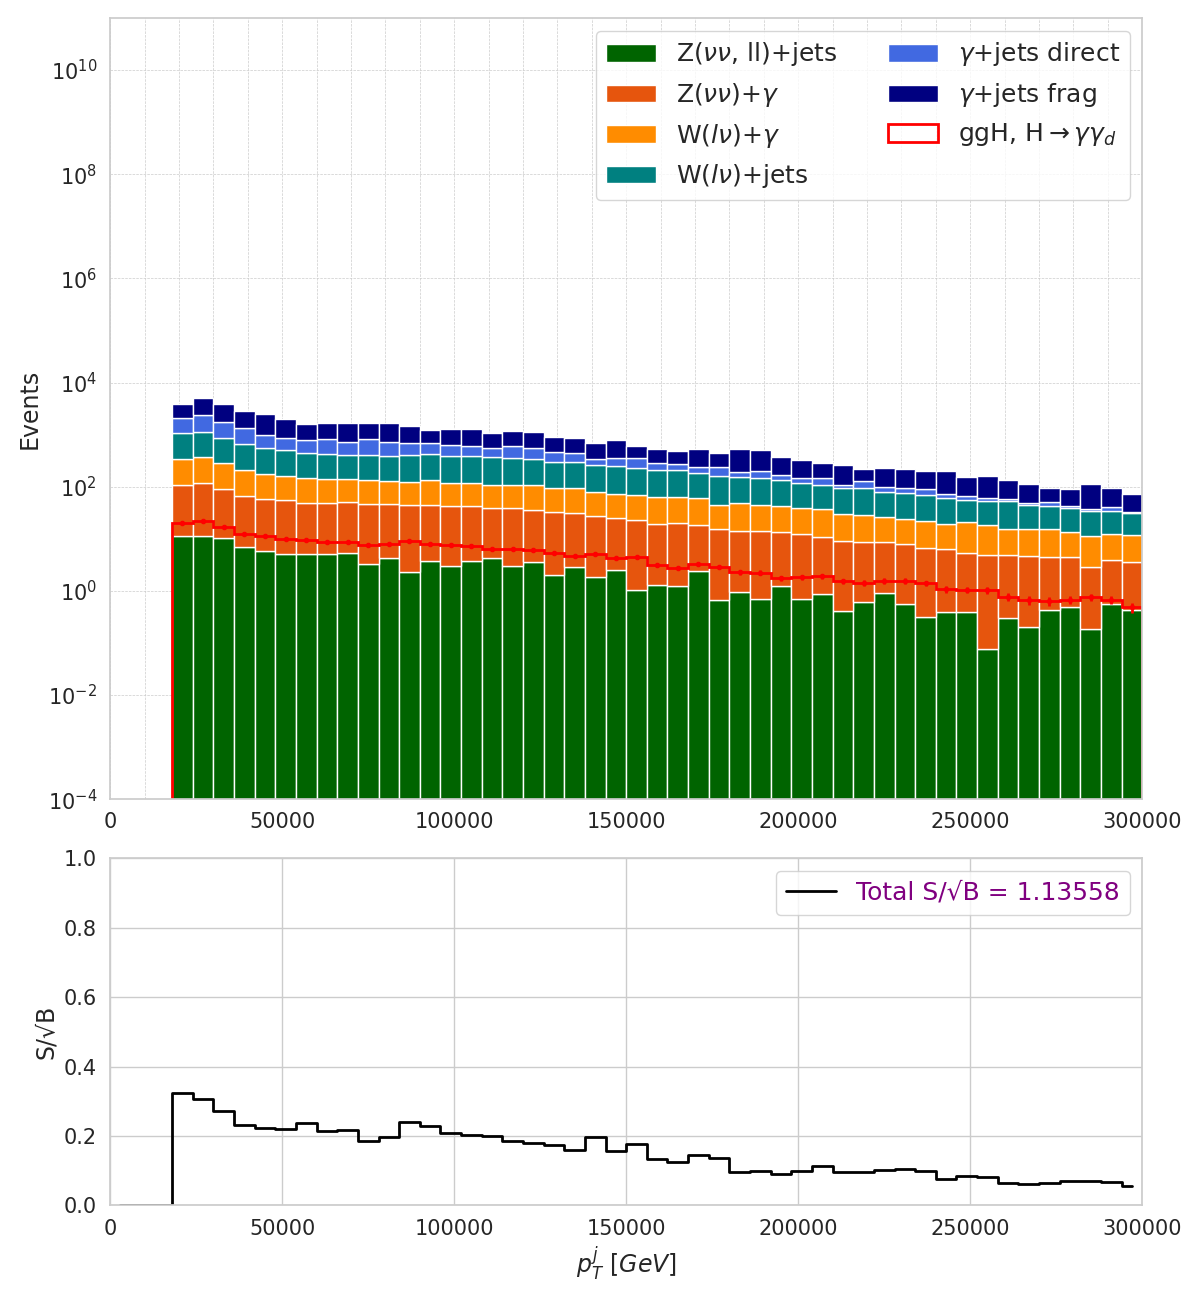 Z(νν, ll)+jets
Z(νν)+γ
W(lν)+γ
W(lν)+jets
γ+jets direct
γ+jets frag
ggH, H→γγ_d
Events
10^10
10^8
10^6
10^4
10^2
10^0
10^−2
10^−4
0 50000 100000 150000 200000 250000 300000
Total S/√B = 1.13558
S/√B
1.0
0.8
0.6
0.4
0.2
0.0
0 50000 100000 150000 200000 250000 300000
p_T^j [GeV]